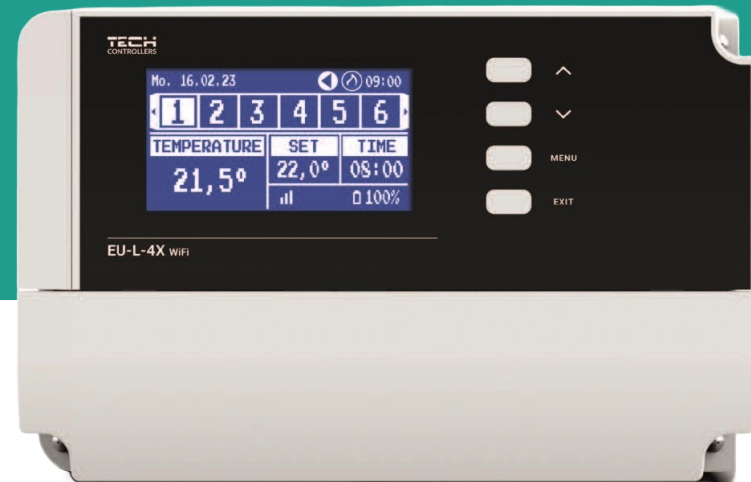 TECH
CONTROLLERS
Mo. 16.02.23 09:00
1 2 3 4 5 6
TEMPERATURE SET TIME
21,5° 22,0° 08:00
100%
MENU
EXIT
EU-L-4X WiFi